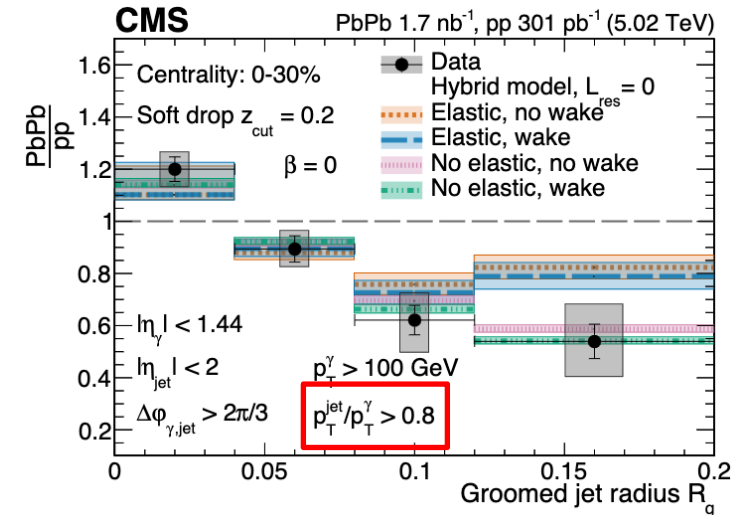 CMS
PbPb 1.7 nb⁻¹, pp 301 pb⁻¹ (5.02 TeV)
PbPb
pp
1.6
1.4
1.2
1
0.8
0.6
0.4
0.2
Centrality: 0-30%
Soft drop z_cut = 0.2
β = 0
Data
Hybrid model, L_res = 0
Elastic, no wake
Elastic, wake
No elastic, no wake
No elastic, wake
|η_γ| < 1.44
|η_jet| < 2
Δφ_γ,jet > 2π/3
p_T^γ > 100 GeV
p_T^jet/p_T^γ > 0.8
0 0.05 0.1 0.15 0.2
Groomed jet radius R_g